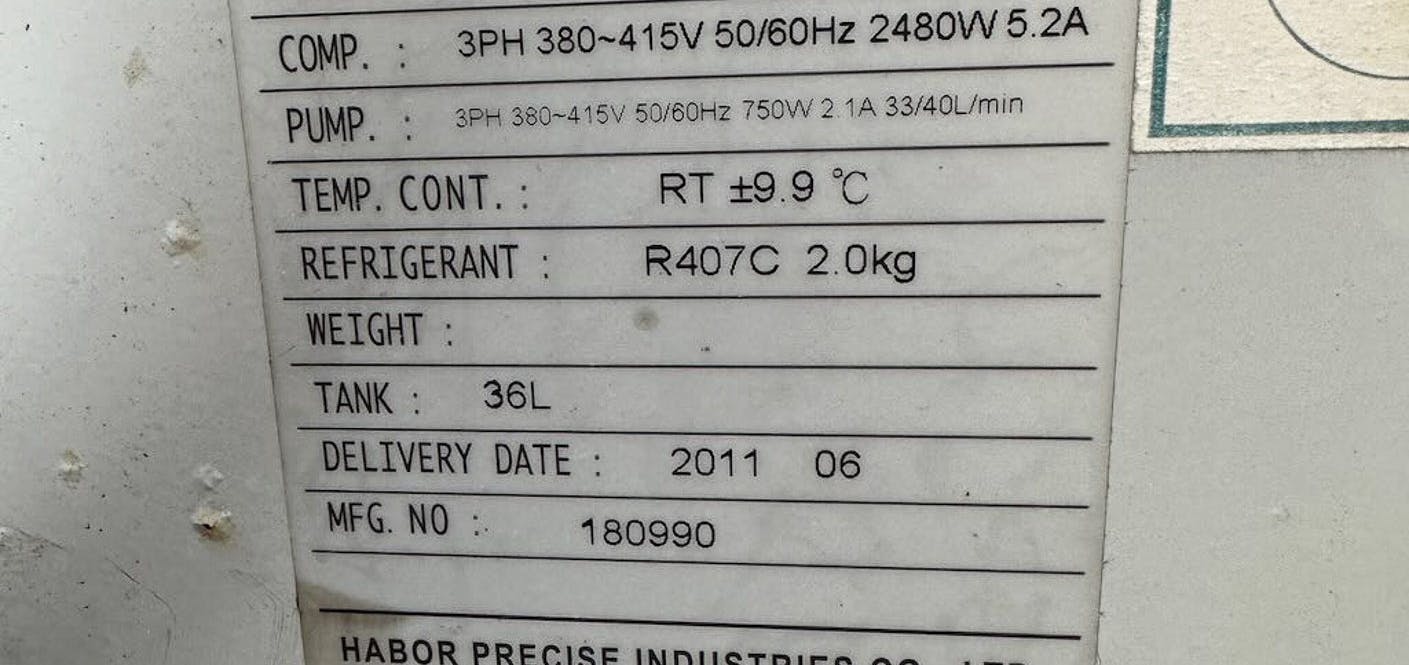 COMP. : 3PH 380~415V 50/60Hz 2480W 5.2A
PUMP. : 3PH 380~415V 50/60Hz 750W 2.1A 33/40L/min
TEMP. CONT. : RT ±9.9 ℃
REFRIGERANT : R407C 2.0kg
WEIGHT :
TANK : 36L
DELIVERY DATE : 2011 06
MFG. NO : 180990
HABOR PRECISE INDUSTRIES CO., LTD.